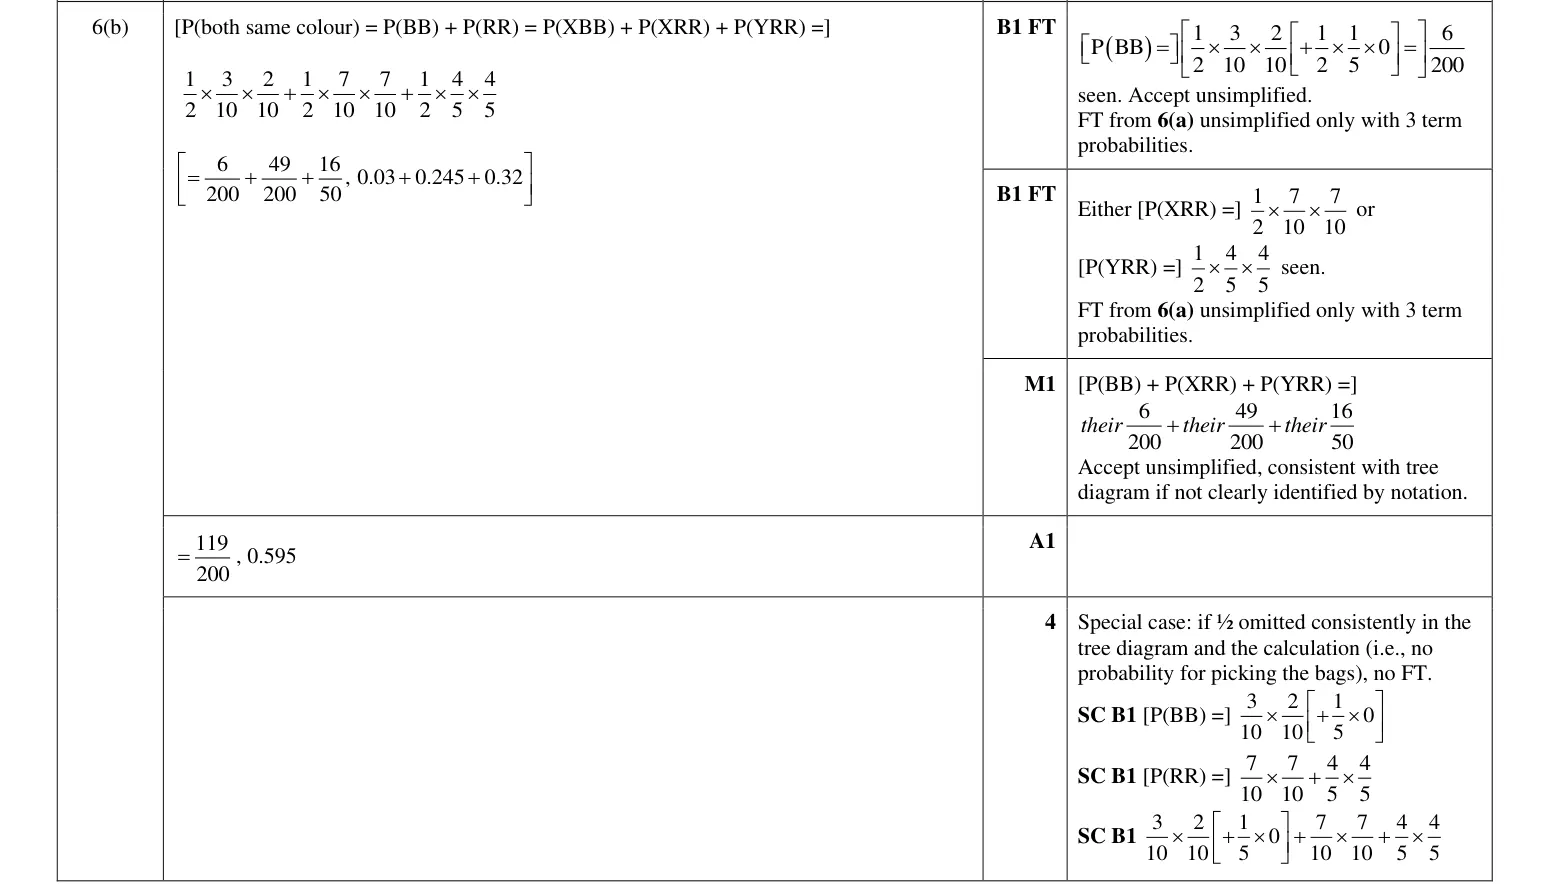 6(b)
[P(both same colour) = P(BB) + P(RR) = P(XBB) + P(XRR) + P(YRR) =]
1/2 × 3/10 × 2/10 + 1/2 × 7/10 × 7/10 + 1/2 × 4/5 × 4/5
[= 6/200 + 49/200 + 16/50, 0.03 + 0.245 + 0.32]
B1 FT
[P(BB) =] [1/2 × 3/10 × 2/10 [+ 1/2 × 1/5 × 0] =] 6/200
seen. Accept unsimplified.
FT from 6(a) unsimplified only with 3 term
probabilities.
B1 FT
Either [P(XRR) =] 1/2 × 7/10 × 7/10 or
[P(YRR) =] 1/2 × 4/5 × 4/5 seen.
FT from 6(a) unsimplified only with 3 term
probabilities.
M1
[P(BB) + P(XRR) + P(YRR) =]
their 6/200 + their 49/200 + their 16/50
Accept unsimplified, consistent with tree
diagram if not clearly identified by notation.
= 119/200 , 0.595
A1
4
Special case: if ½ omitted consistently in the
tree diagram and the calculation (i.e., no
probability for picking the bags), no FT.
SC B1 [P(BB) =] 3/10 × 2/10 [+ 1/5 × 0]
SC B1 [P(RR) =] 7/10 × 7/10 + 4/5 × 4/5
SC B1 3/10 × 2/10 [+ 1/5 × 0] + 7/10 × 7/10 + 4/5 × 4/5